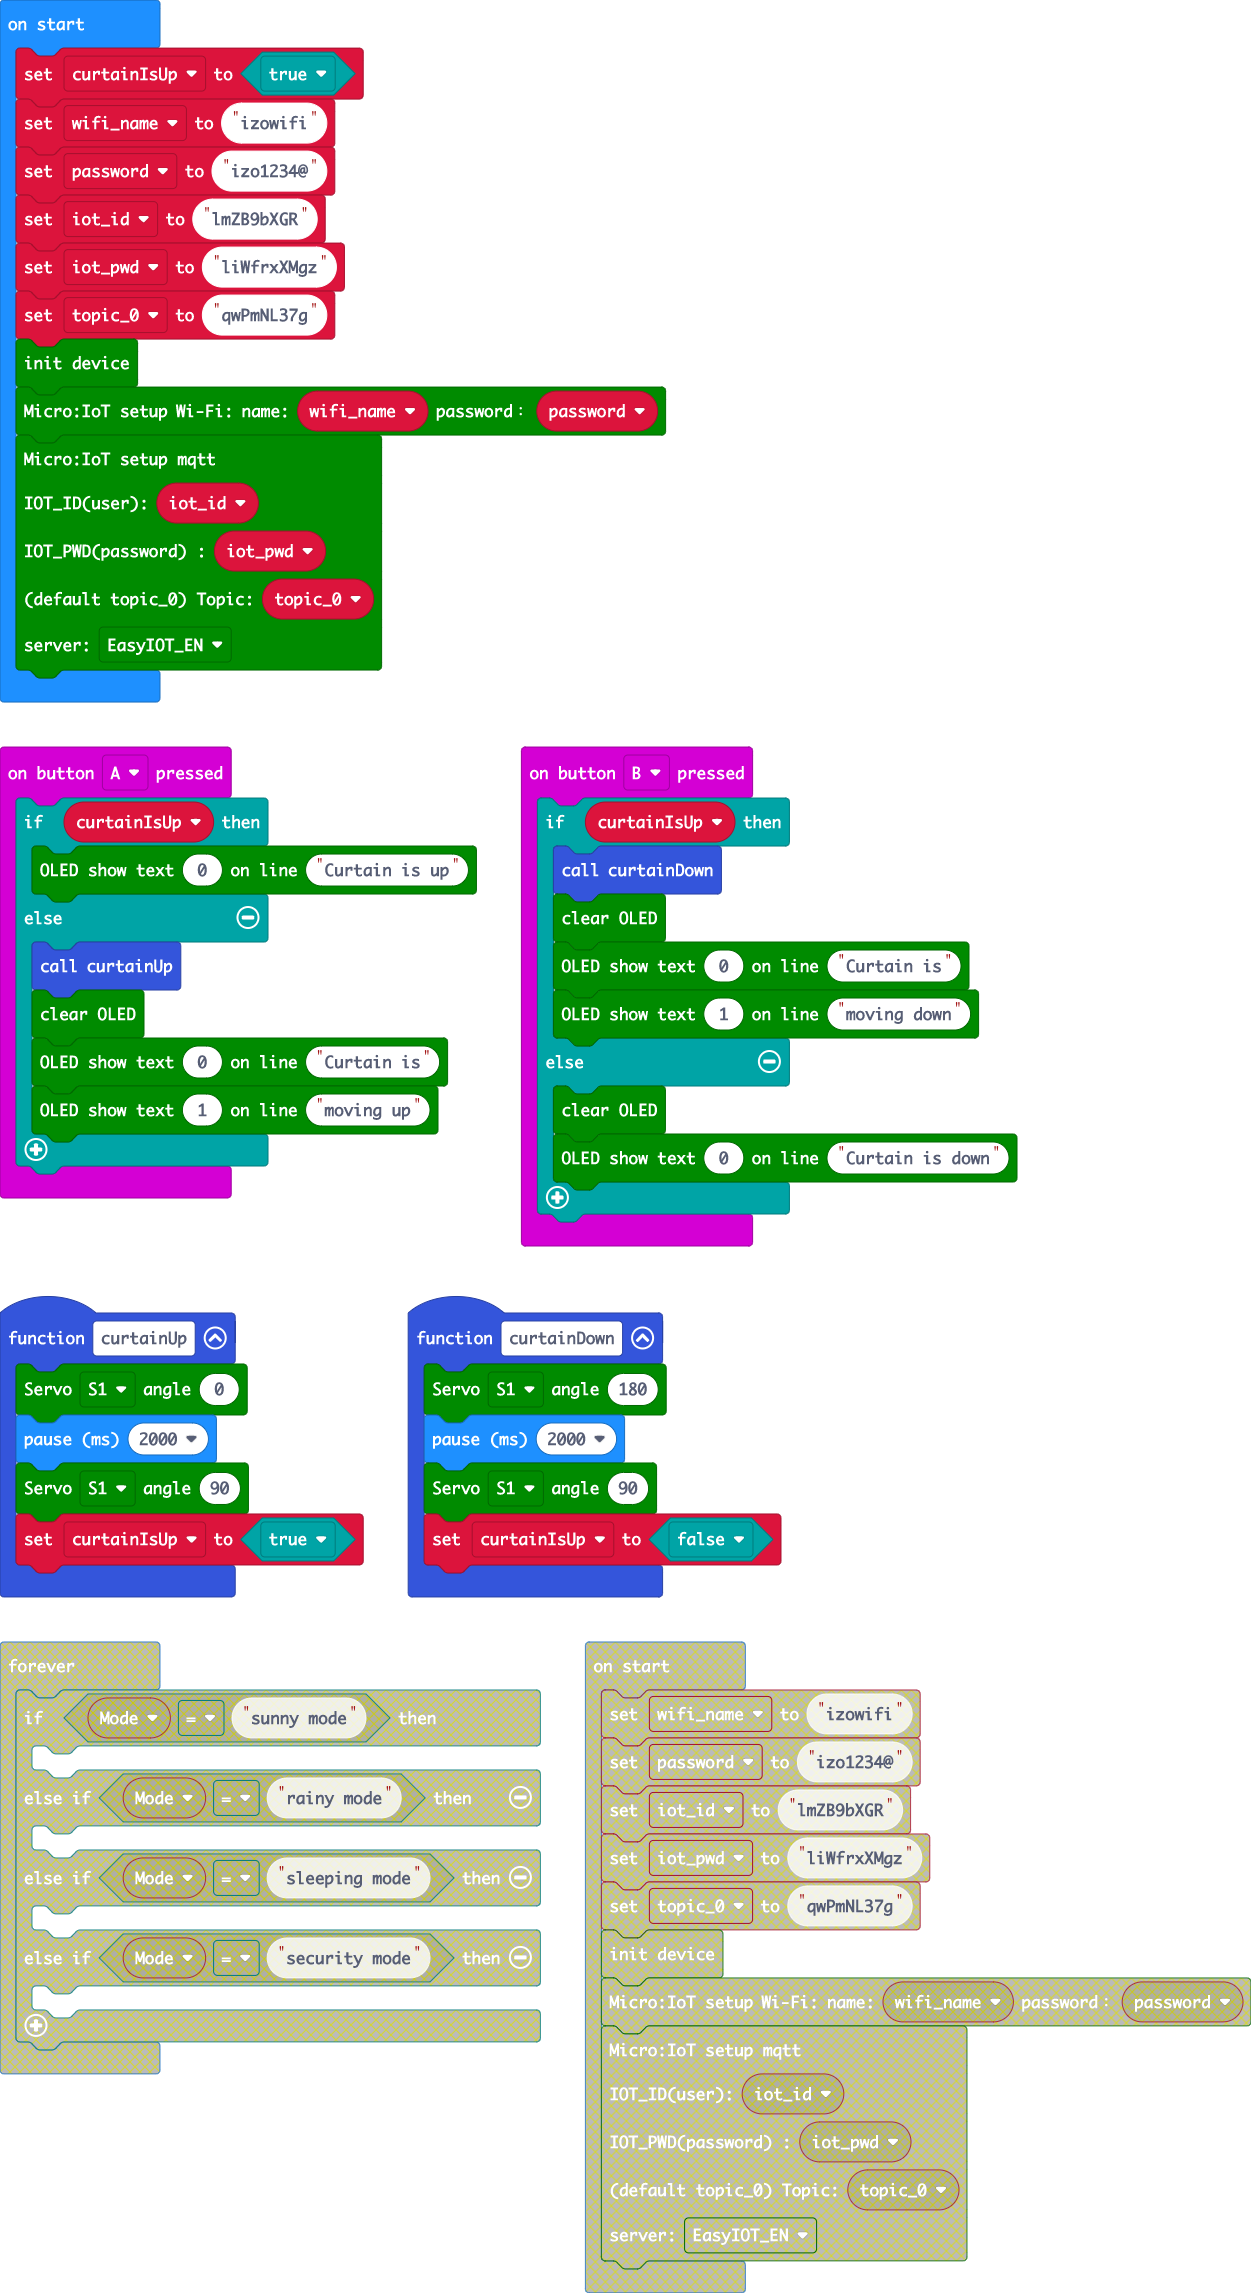 on start
set curtainIsUp to true
set wifi_name to "izowifi"
set password to "izo1234@"
set iot_id to "lmZB9bXGR"
set iot_pwd to "liWfrxXMgz"
set topic_0 to "qwPmNL37g"
init device
Micro:IoT setup Wi-Fi: name: wifi_name password: password
Micro:IoT setup mqtt
IOT_ID(user): iot_id
IOT_PWD(password) : iot_pwd
(default topic_0) Topic: topic_0
server: EasyIOT_EN
on button A pressed
if curtainIsUp then
OLED show text 0 on line "Curtain is up"
else
call curtainUp
clear OLED
OLED show text 0 on line "Curtain is"
OLED show text 1 on line "moving up"
on button B pressed
if curtainIsUp then
call curtainDown
clear OLED
OLED show text 0 on line "Curtain is"
OLED show text 1 on line "moving down"
else
clear OLED
OLED show text 0 on line "Curtain is down"
function curtainUp
Servo S1 angle 0
pause (ms) 2000
Servo S1 angle 90
set curtainIsUp to true
function curtainDown
Servo S1 angle 180
pause (ms) 2000
Servo S1 angle 90
set curtainIsUp to false
forever
if Mode = "sunny mode" then
else if Mode = "rainy mode" then
else if Mode = "sleeping mode" then
else if Mode = "security mode" then
on start
set wifi_name to "izowifi"
set password to "izo1234@"
set iot_id to "lmZB9bXGR"
set iot_pwd to "liWfrxXMgz"
set topic_0 to "qwPmNL37g"
init device
Micro:IoT setup Wi-Fi: name: wifi_name password: password
Micro:IoT setup mqtt
IOT_ID(user): iot_id
IOT_PWD(password) : iot_pwd
(default topic_0) Topic: topic_0
server: EasyIOT_EN